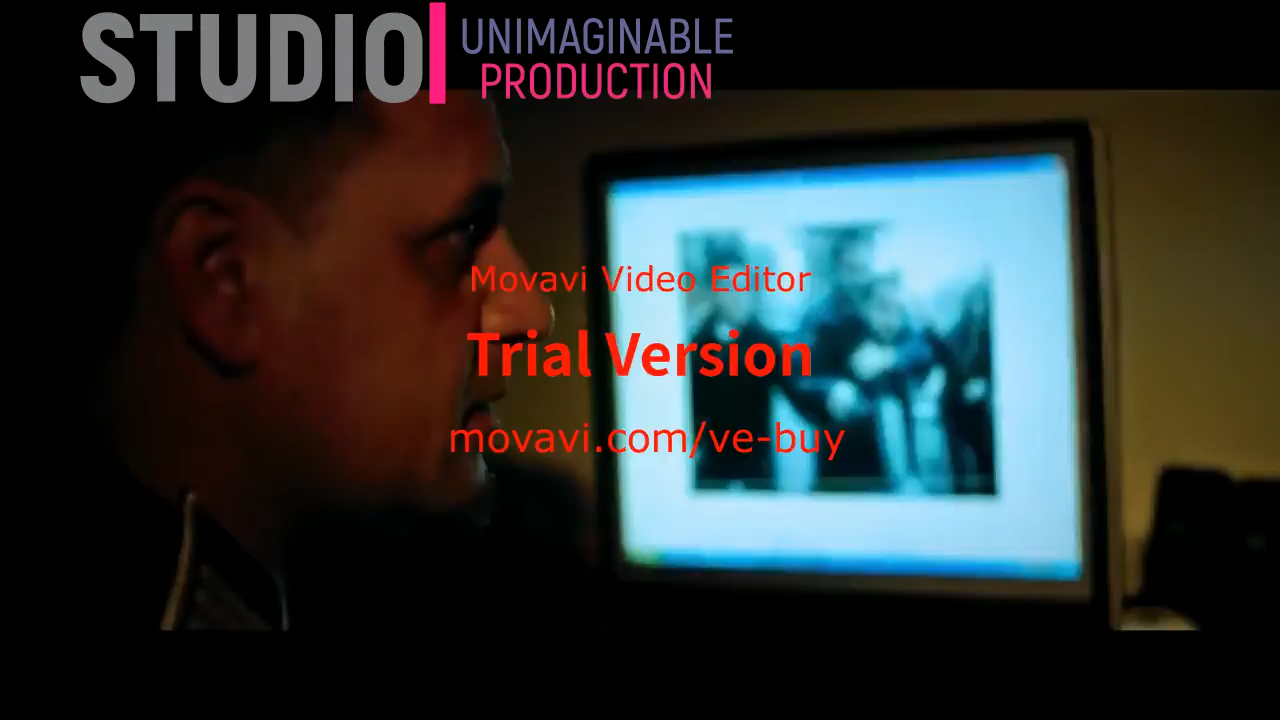 STUDIO
UNIMAGINABLE
PRODUCTION
Movavi Video Editor
Trial Version
movavi.com/ve-buy